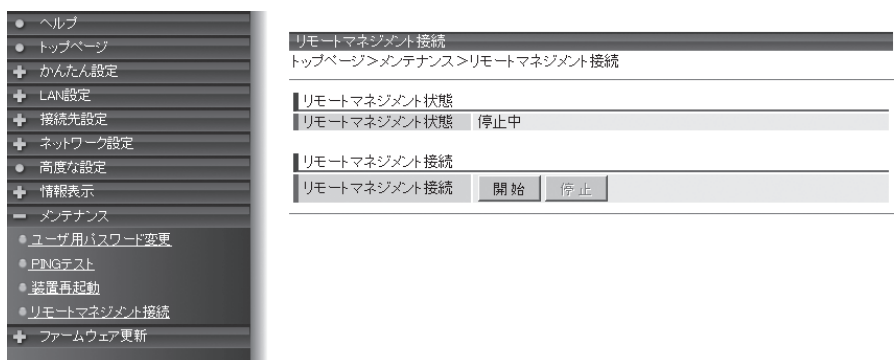 ヘルプ
トップページ
かんたん設定
LAN設定
接続先設定
ネットワーク設定
高度な設定
情報表示
メンテナンス
ユーザ用パスワード変更
PINGテスト
装置再起動
リモートマネジメント接続
ファームウェア更新
リモートマネジメント接続
トップページ＞メンテナンス＞リモートマネジメント接続
リモートマネジメント状態
リモートマネジメント状態 停止中
リモートマネジメント接続
リモートマネジメント接続 開始 停止